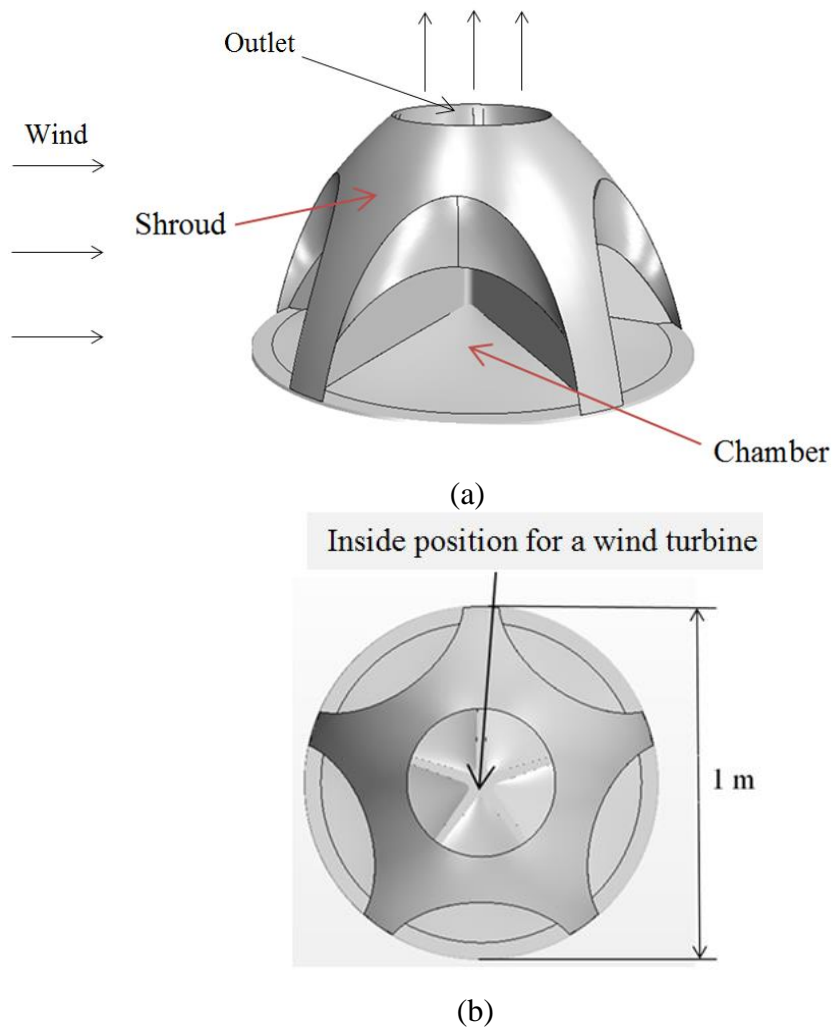 Outlet
Wind
Shroud
Chamber
(a)
Inside position for a wind turbine
1 m
(b)